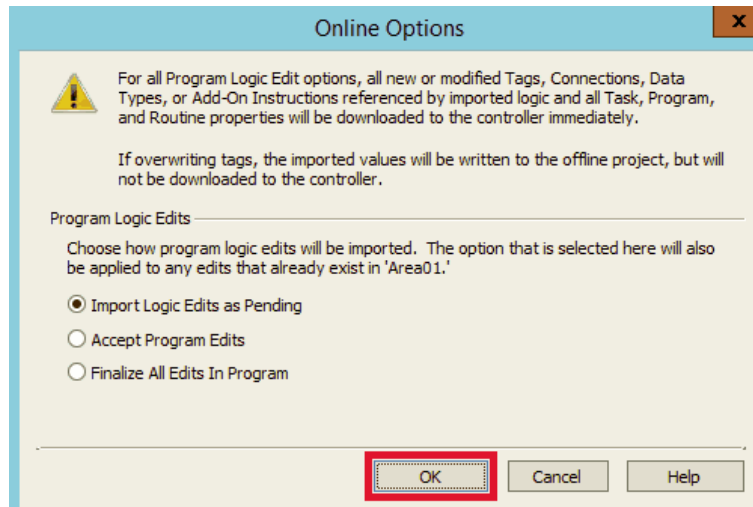 Online Options
x
For all Program Logic Edit options, all new or modified Tags, Connections, Data
Types, or Add-On Instructions referenced by imported logic and all Task, Program,
and Routine properties will be downloaded to the controller immediately.
If overwriting tags, the imported values will be written to the offline project, but will
not be downloaded to the controller.
Program Logic Edits
Choose how program logic edits will be imported. The option that is selected here will also
be applied to any edits that already exist in 'Area01.'
Import Logic Edits as Pending
Accept Program Edits
Finalize All Edits In Program
OK Cancel Help